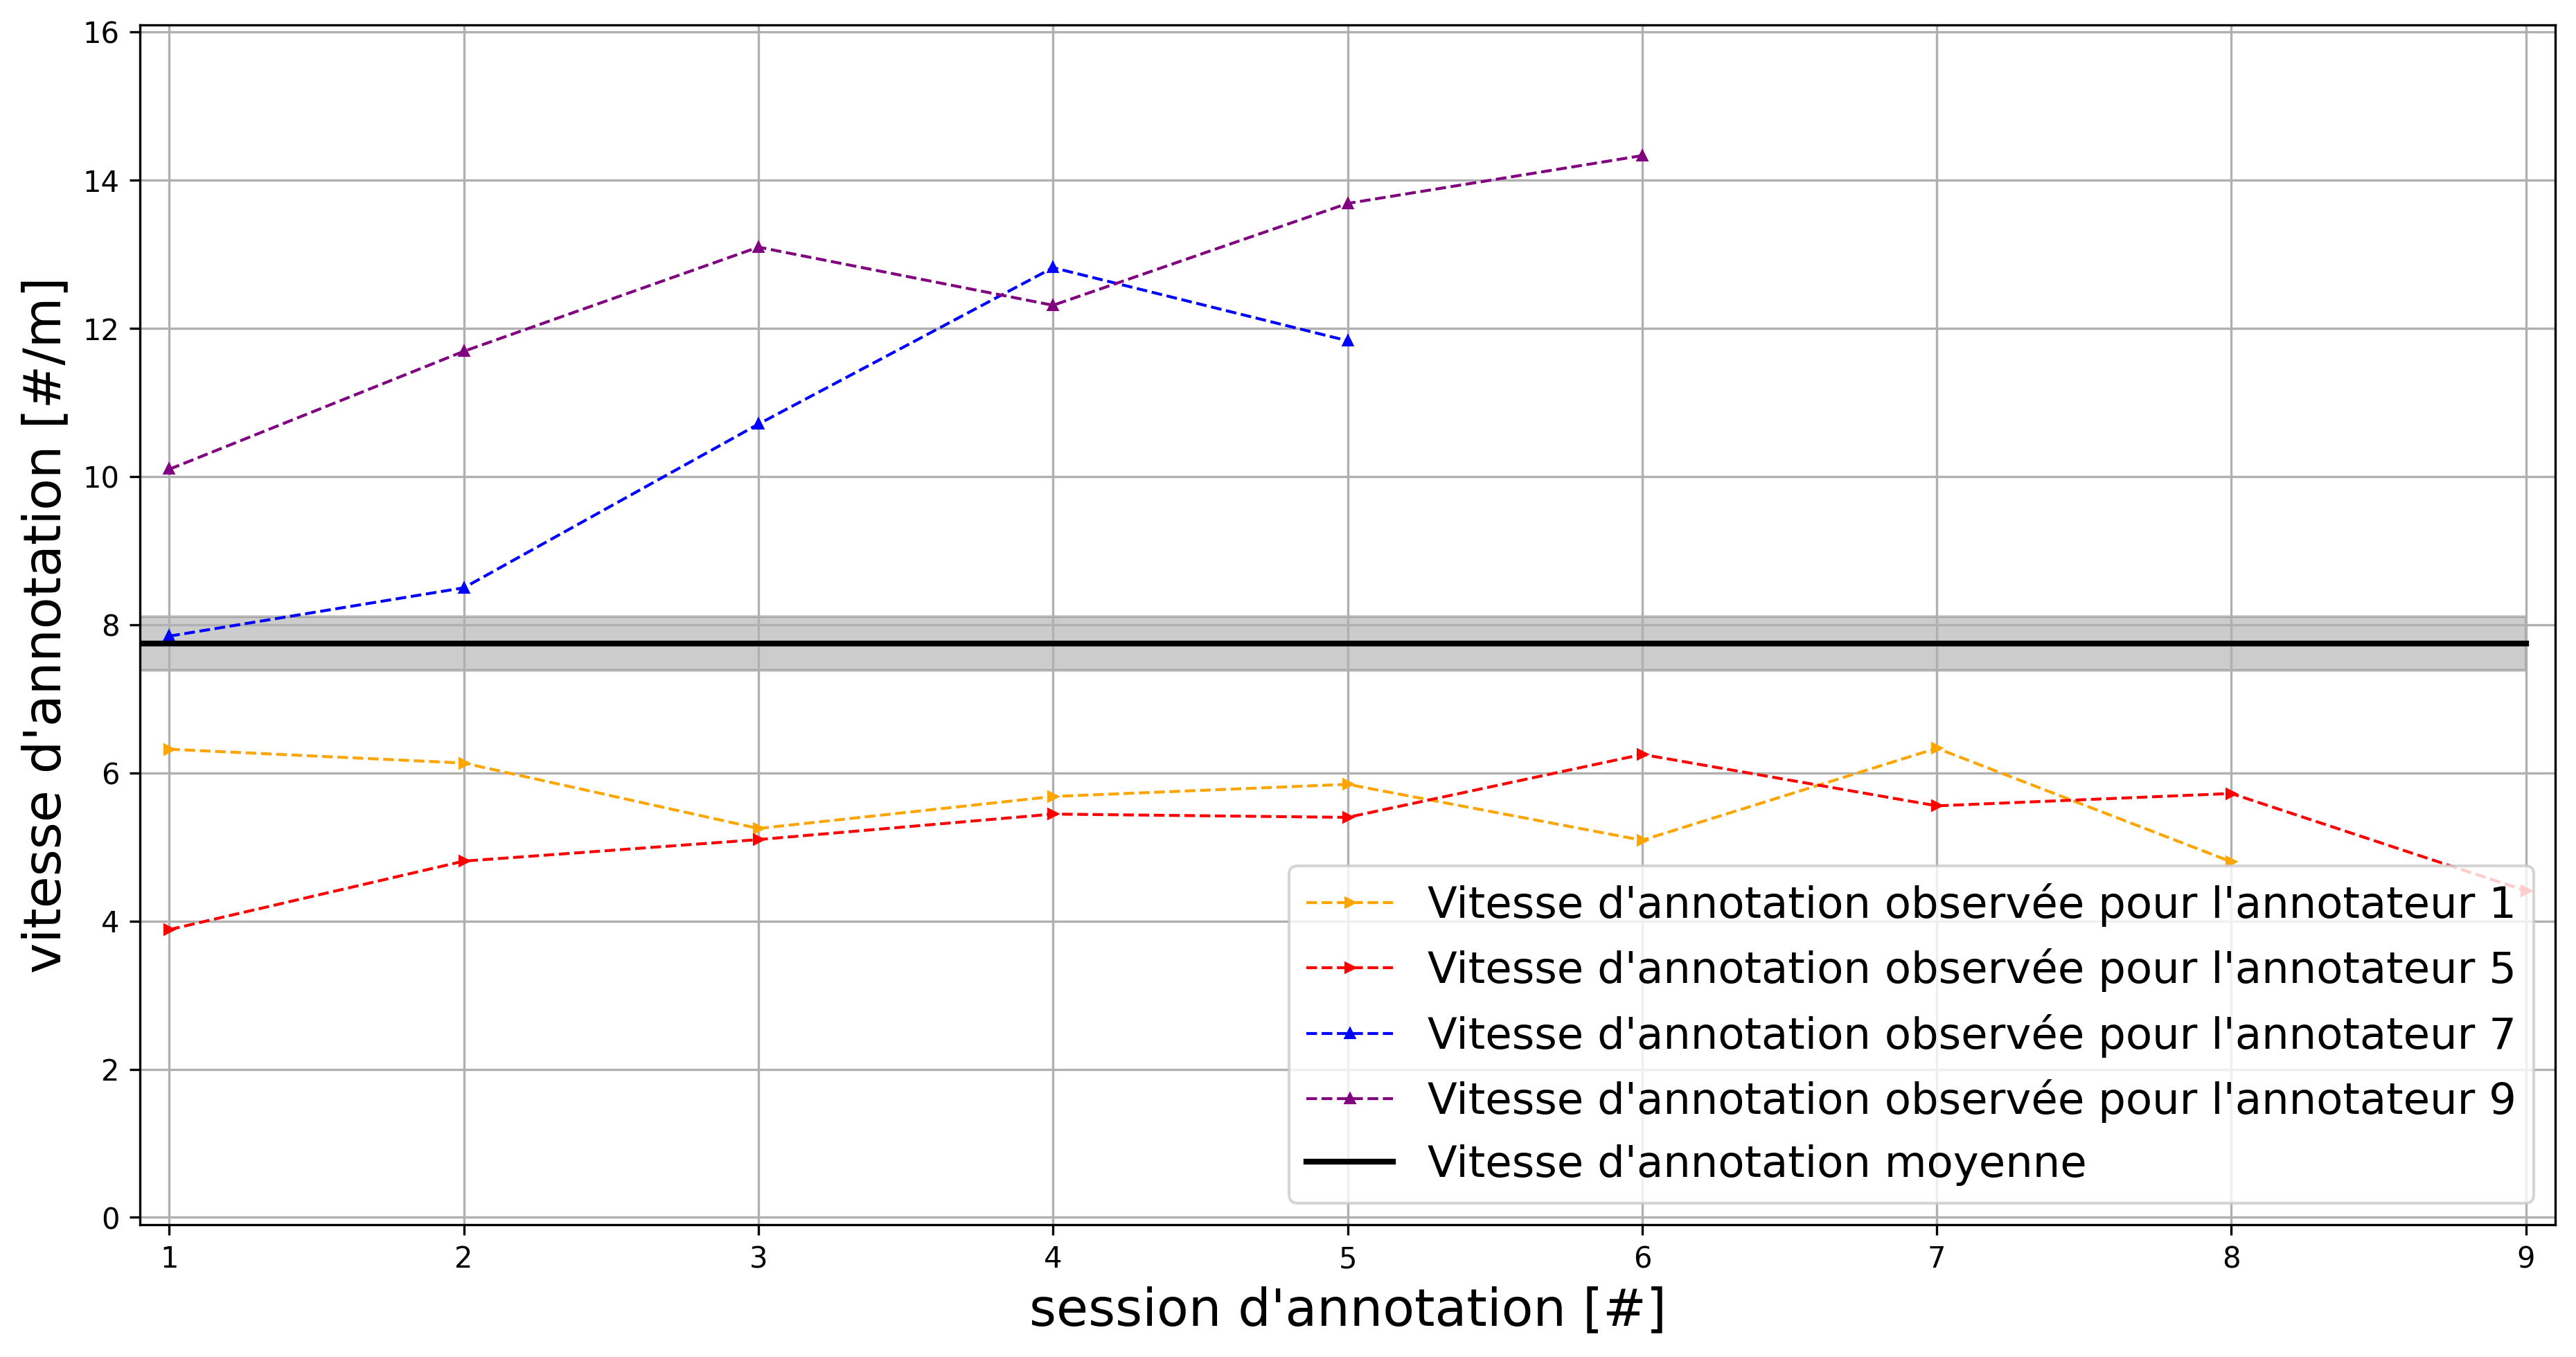 16
14
12
10
8
6
4
2
0
vitesse d'annotation [#/m]
Vitesse d'annotation observée pour l'annotateur 1
Vitesse d'annotation observée pour l'annotateur 5
Vitesse d'annotation observée pour l'annotateur 7
Vitesse d'annotation observée pour l'annotateur 9
Vitesse d'annotation moyenne
1 2 3 4 5 6 7 8 9
session d'annotation [#]